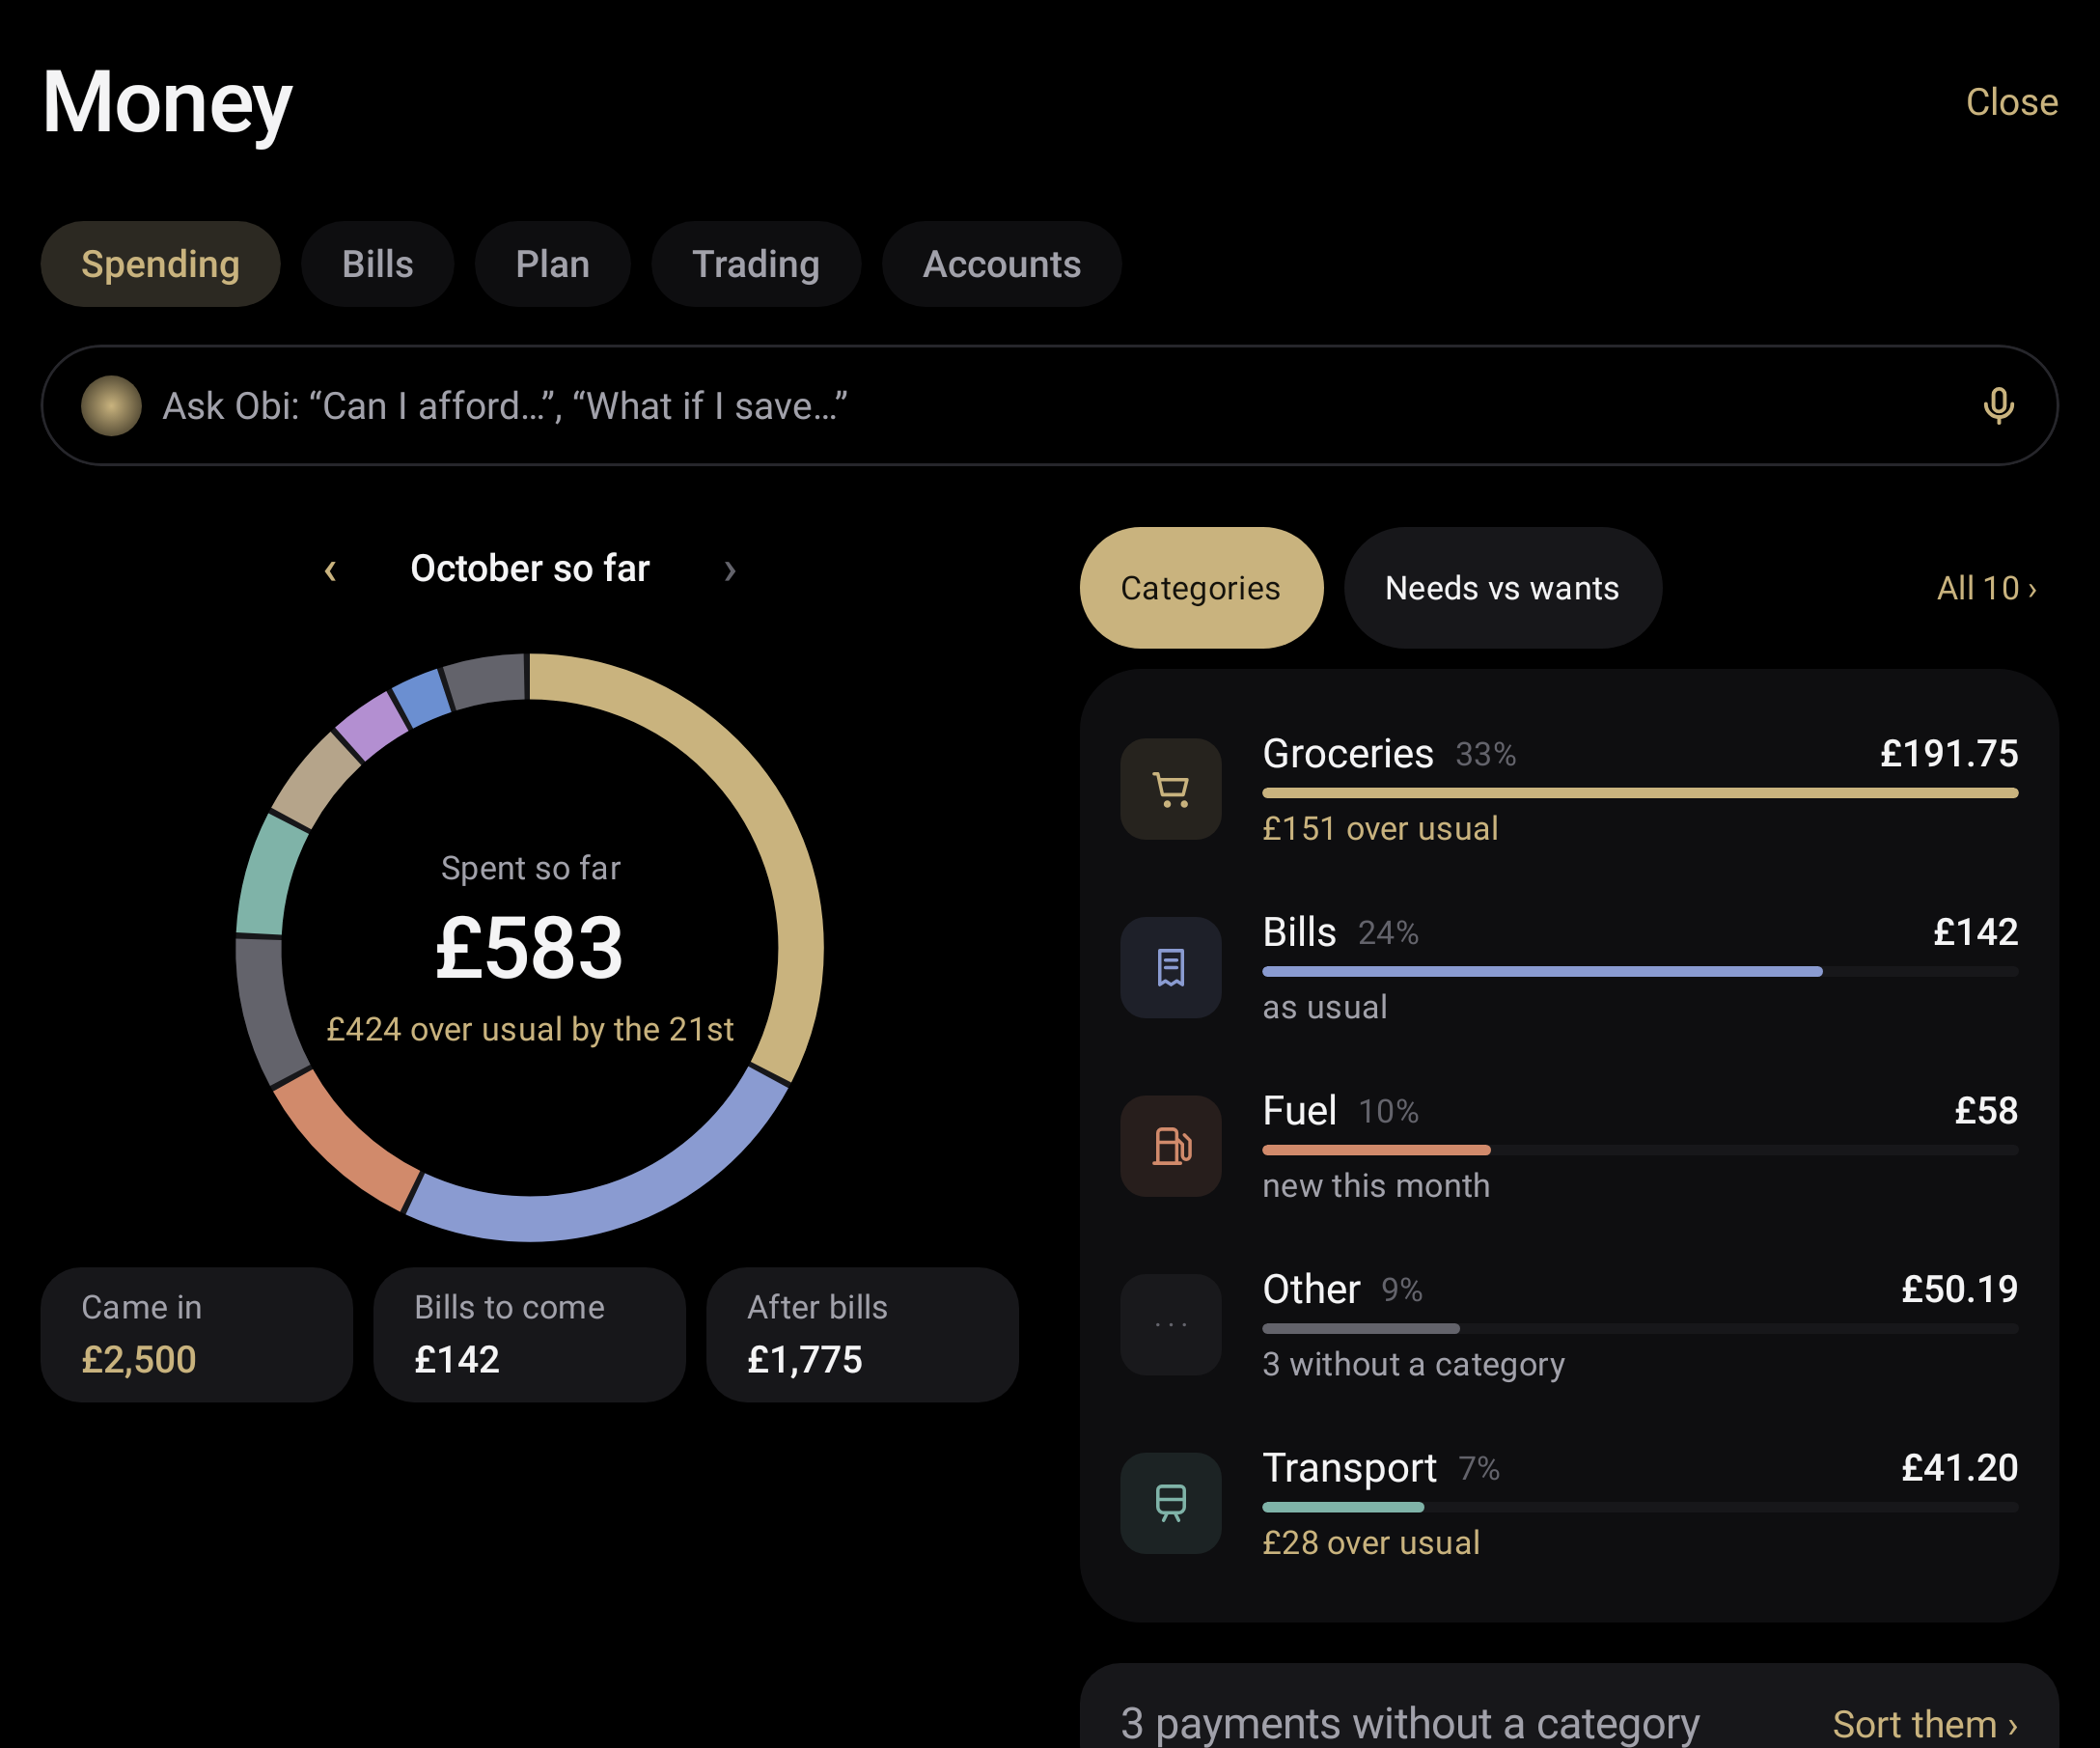 Money
Close
Spending
Bills
Plan
Trading
Accounts
Ask Obi: “Can I afford…”, “What if I save…”
‹ October so far ›
Spent so far
£583
£424 over usual by the 21st
Came in
£2,500
Bills to come
£142
After bills
£1,775
Categories
Needs vs wants
All 10 ›
Groceries 33% £191.75
£151 over usual
Bills 24% £142
as usual
Fuel 10% £58
new this month
Other 9% £50.19
3 without a category
Transport 7% £41.20
£28 over usual
3 payments without a category
Sort them ›